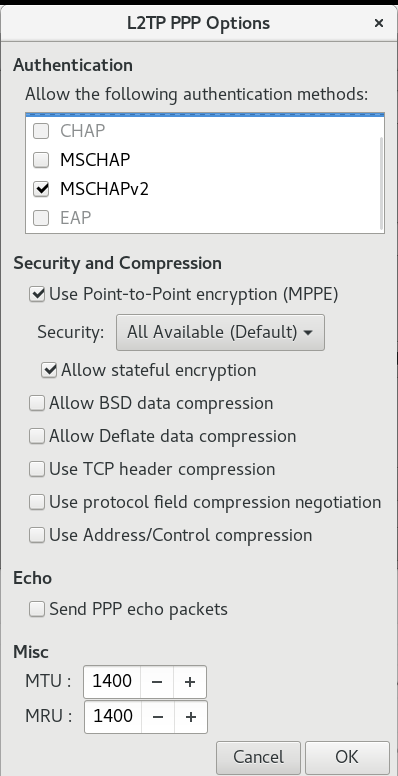 L2TP PPP Options
Authentication
Allow the following authentication methods:
CHAP
MSCHAP
MSCHAPv2
EAP
Security and Compression
Use Point-to-Point encryption (MPPE)
Security: All Available (Default)
Allow stateful encryption
Allow BSD data compression
Allow Deflate data compression
Use TCP header compression
Use protocol field compression negotiation
Use Address/Control compression
Echo
Send PPP echo packets
Misc
MTU : 1400 − +
MRU : 1400 − +
Cancel OK